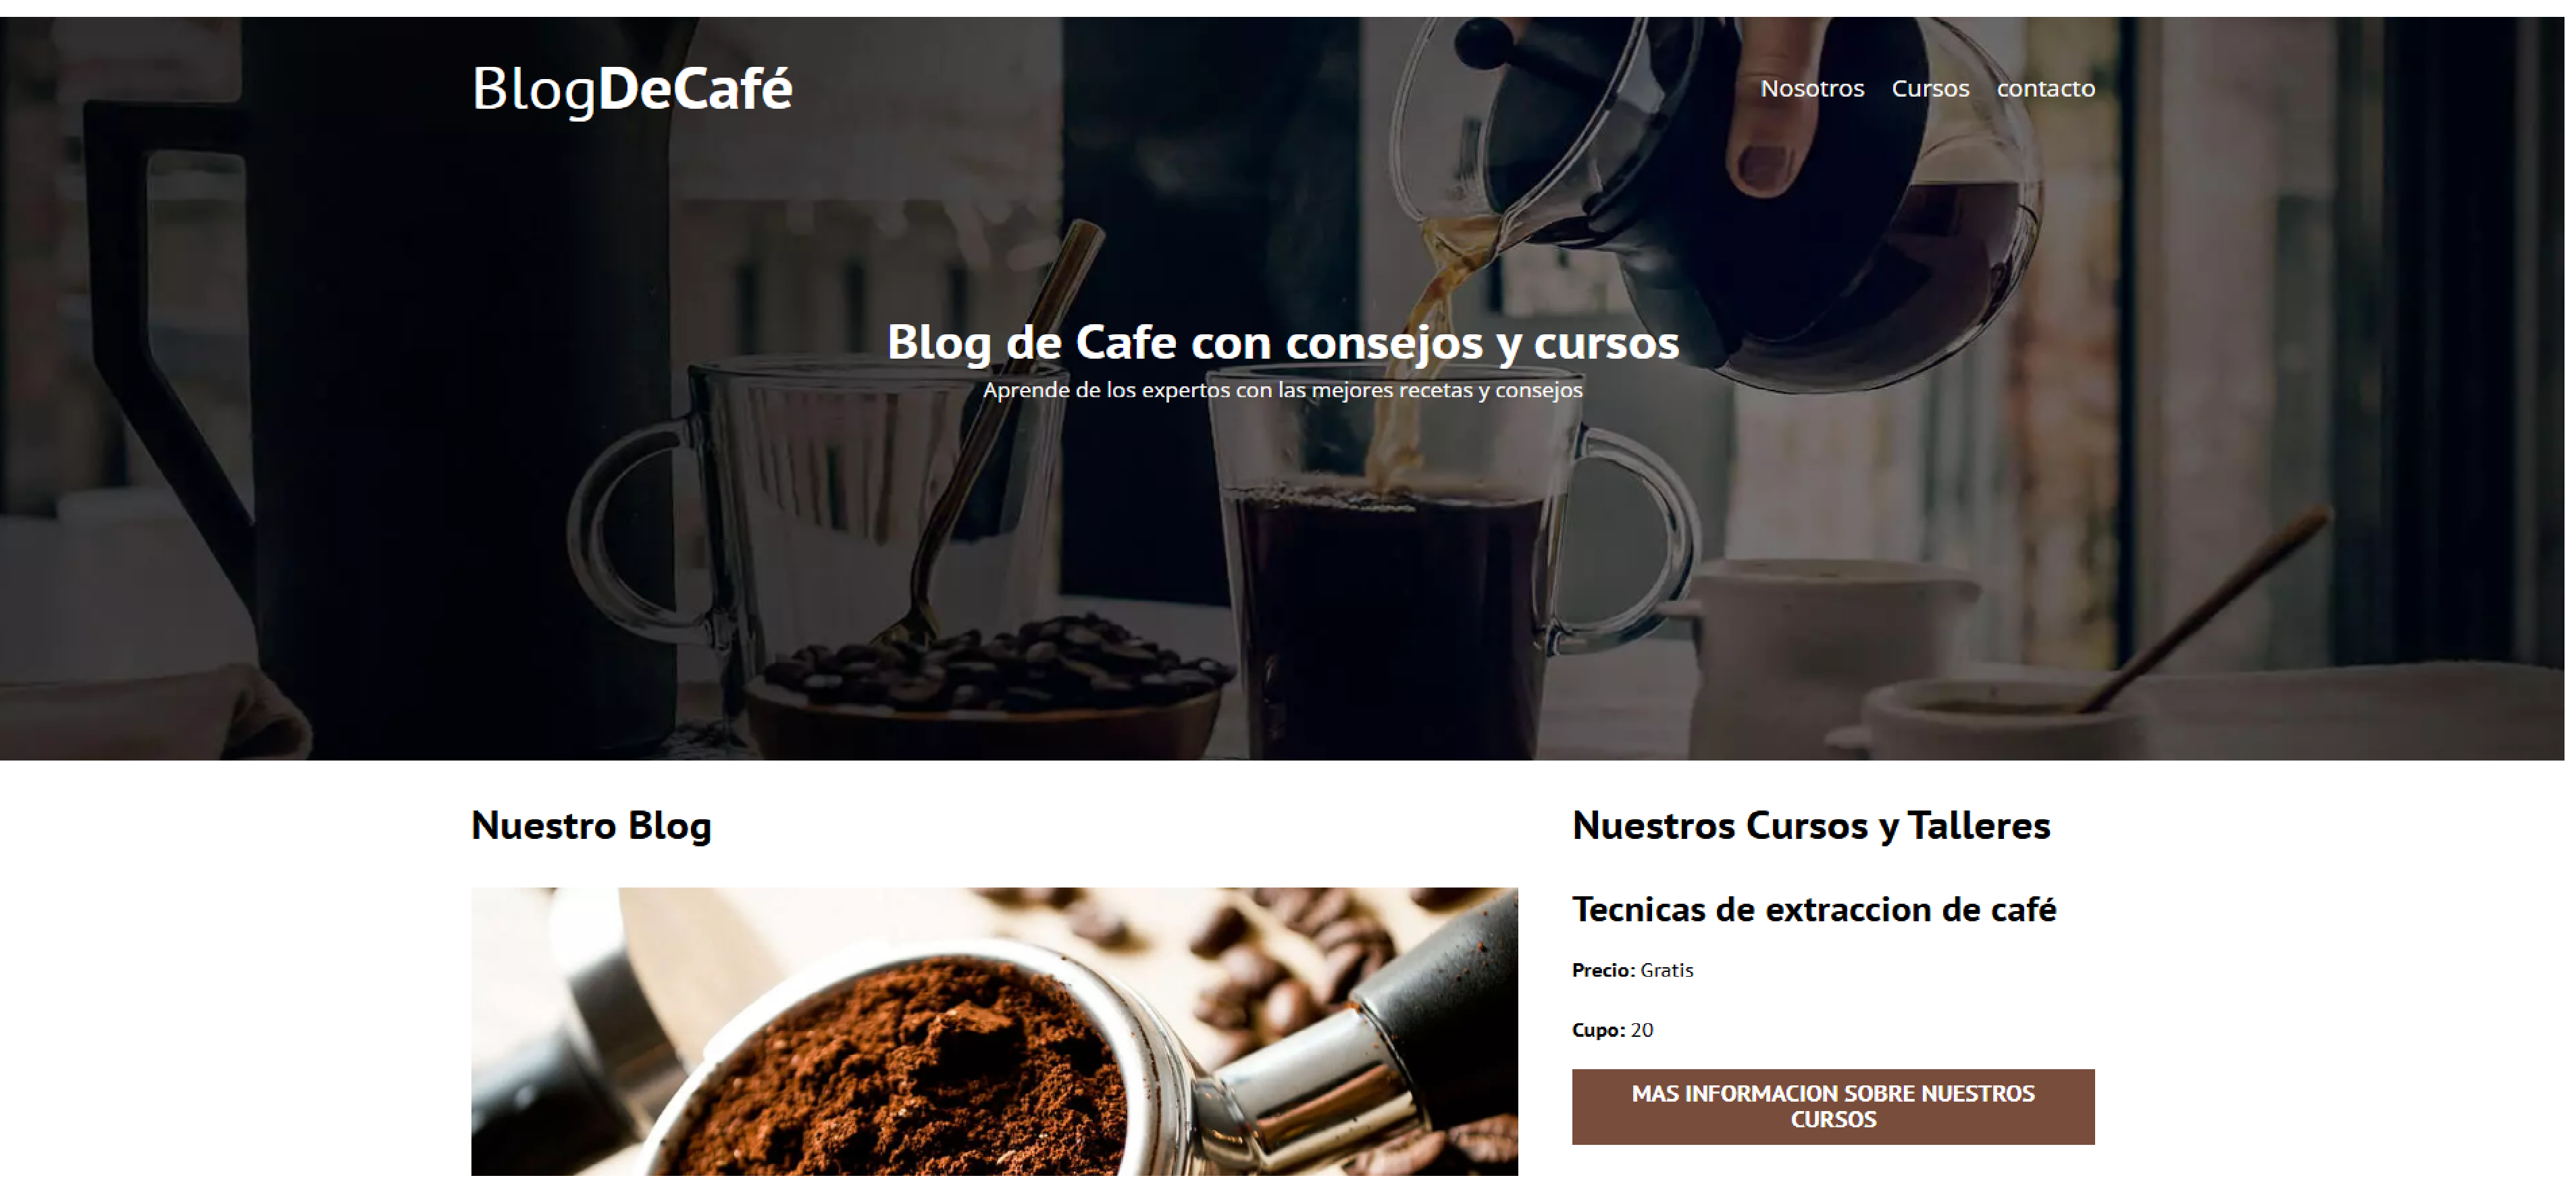 BlogDeCafé
Nosotros Cursos contacto
Blog de Cafe con consejos y cursos
Aprende de los expertos con las mejores recetas y consejos
Nuestro Blog
Nuestros Cursos y Talleres
Tecnicas de extraccion de café
Precio: Gratis
Cupo: 20
MAS INFORMACION SOBRE NUESTROS
CURSOS